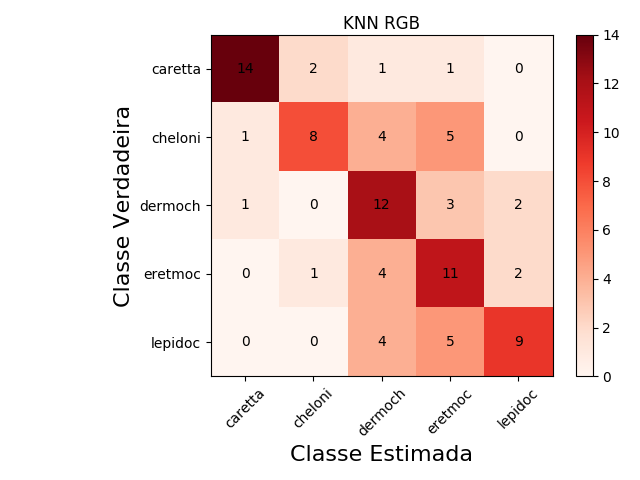 KNN RGB
Classe Verdadeira
caretta 14 2 1 1 0
cheloni 1 8 4 5 0
dermoch 1 0 12 3 2
eretmoc 0 1 4 11 2
lepidoc 0 0 4 5 9
caretta cheloni dermoch eretmoc lepidoc
Classe Estimada
14
12
10
8
6
4
2
0